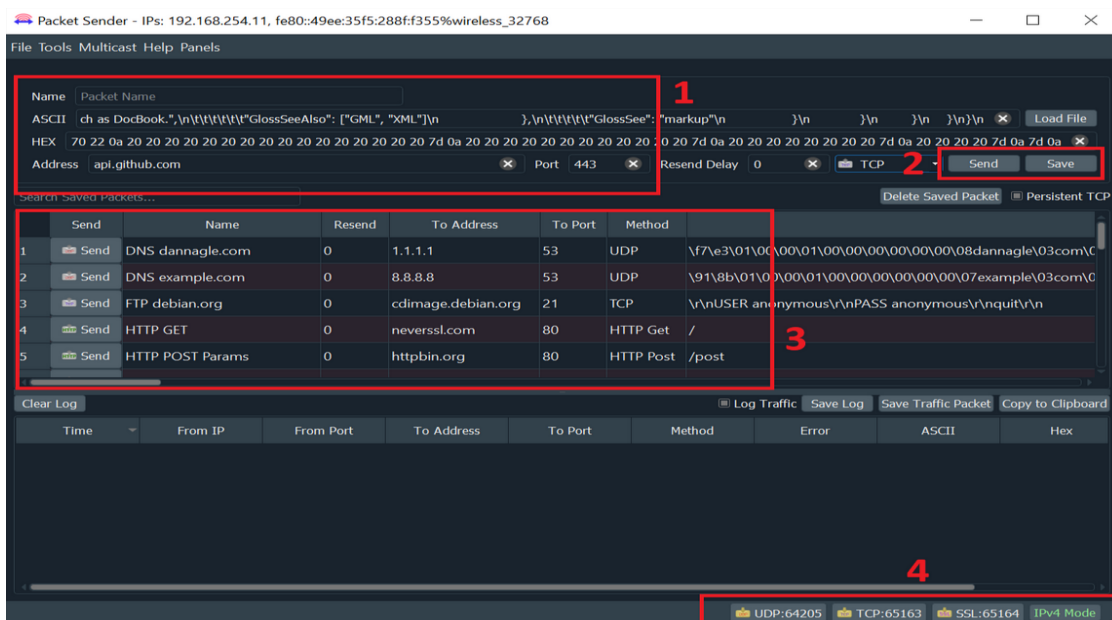 Packet Sender - IPs: 192.168.254.11, fe80::49ee:35f5:288f:f355%wireless_32768
File Tools Multicast Help Panels
1
Name Packet Name
ASCII ch as DocBook.",\n\t\t\t\t\t\t"GlossSeeAlso": ["GML", "XML"]\n },\n\t\t\t\t\t"GlossSee": "markup"\n }\n }\n }\n }\n}\n Load File
HEX 70 22 0a 20 20 20 20 20 20 20 20 20 20 20 20 20 20 20 20 7d 0a 20 20 20 20 20 20 20 20 20 20 20 20 7d 0a 20 20 20 20 20 20 20 20 7d 0a 20 20 20 20 7d 0a 7d 0a
Address api.github.com Port 443 Resend Delay 0 TCP 2 Send Save
Search Saved Packets... Delete Saved Packet Persistent TCP
Send Name Resend To Address To Port Method
1 Send DNS dannagle.com 0 1.1.1.1 53 UDP \f7\e3\01\00\00\01\00\00\00\00\00\00\08dannagle\03com\0
2 Send DNS example.com 0 8.8.8.8 53 UDP \91\8b\01\00\00\01\00\00\00\00\00\00\07example\03com\0
3 Send FTP debian.org 0 cdimage.debian.org 21 TCP \r\nUSER anonymous\r\nPASS anonymous\r\nquit\r\n
4 Send HTTP GET 0 neverssl.com 80 HTTP Get /
3
5 Send HTTP POST Params 0 httpbin.org 80 HTTP Post /post
Clear Log Log Traffic Save Log Save Traffic Packet Copy to Clipboard
Time From IP From Port To Address To Port Method Error ASCII Hex
4
UDP:64205 TCP:65163 SSL:65164 IPv4 Mode